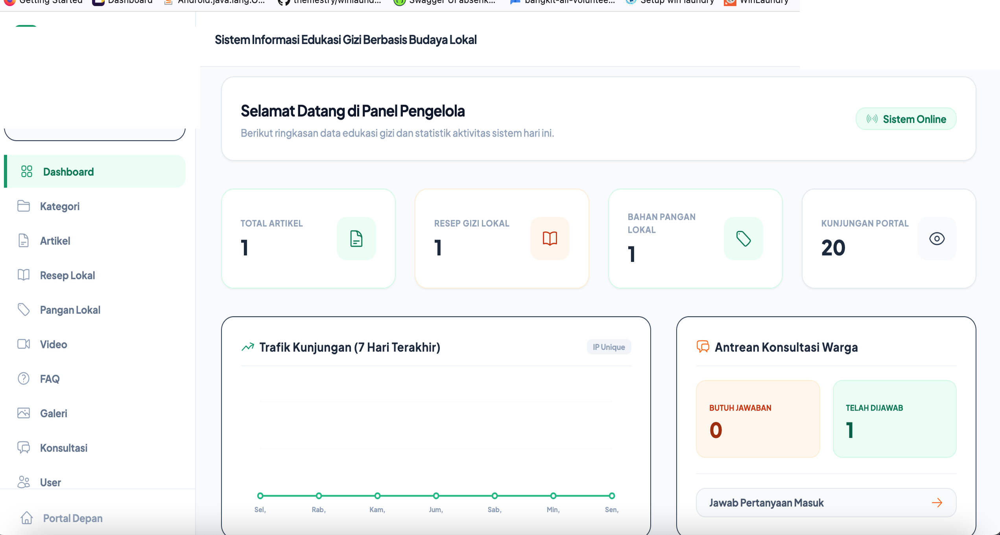 Getting Started
Dashboard
Android.java.lang.O...
themestry/winlaund...
Swagger UI absenk...
bangkit-all-voluntee...
Setup win laundry
WinLaundry
Sistem Informasi Edukasi Gizi Berbasis Budaya Lokal
Selamat Datang di Panel Pengelola
Berikut ringkasan data edukasi gizi dan statistik aktivitas sistem hari ini.
Sistem Online
Dashboard
Kategori
Artikel
Resep Lokal
Pangan Lokal
Video
FAQ
Galeri
Konsultasi
User
Portal Depan
TOTAL ARTIKEL
1
RESEP GIZI LOKAL
1
BAHAN PANGAN
LOKAL
1
KUNJUNGAN PORTAL
20
Trafik Kunjungan (7 Hari Terakhir)
IP Unique
Sel,
Rab,
Kam,
Jum,
Sab,
Min,
Sen,
Antrean Konsultasi Warga
BUTUH JAWABAN
0
TELAH DIJAWAB
1
Jawab Pertanyaan Masuk